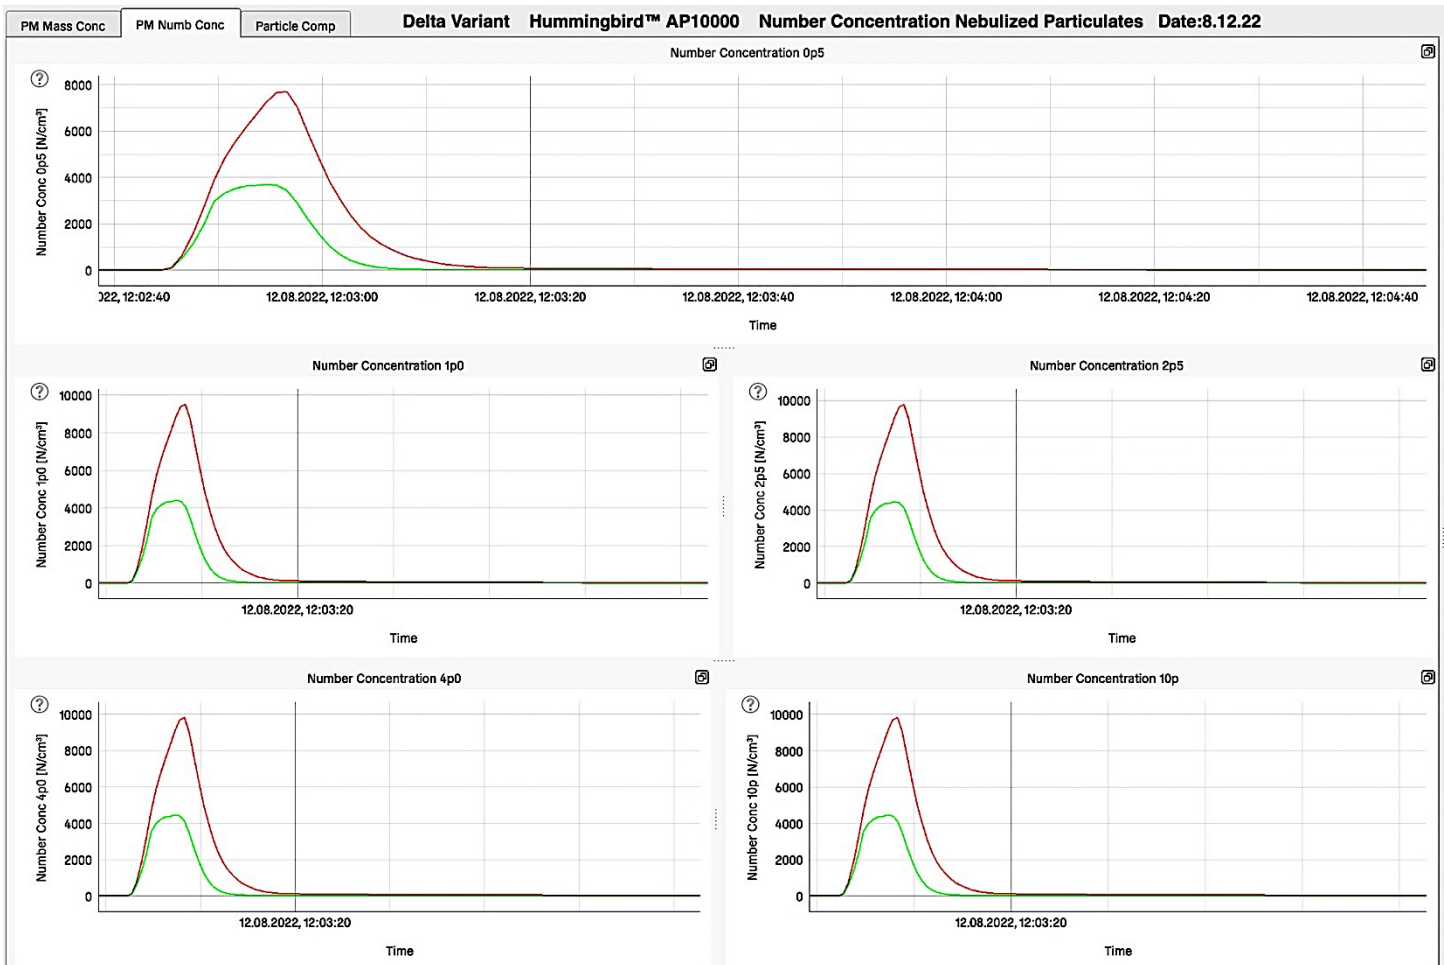 PM Mass Conc
PM Numb Conc
Particle Comp
Delta Variant Hummingbird™ AP10000 Number Concentration Nebulized Particulates Date:8.12.22
Number Concentration 0p5
?
Number Conc 0p5 [N/cm³]
8000
6000
4000
2000
0
022, 12:02:40
12.08.2022, 12:03:00
12.08.2022, 12:03:20
12.08.2022, 12:03:40
12.08.2022, 12:04:00
12.08.2022, 12:04:20
12.08.2022, 12:04:40
Time
Number Concentration 1p0
?
Number Conc 1p0 [N/cm³]
10000
8000
6000
4000
2000
0
12.08.2022, 12:03:20
Time
Number Concentration 2p5
?
Number Conc 2p5 [N/cm³]
10000
8000
6000
4000
2000
0
12.08.2022, 12:03:20
Time
Number Concentration 4p0
?
Number Conc 4p0 [N/cm³]
10000
8000
6000
4000
2000
0
12.08.2022, 12:03:20
Time
Number Concentration 10p
?
Number Conc 10p [N/cm³]
10000
8000
6000
4000
2000
0
12.08.2022, 12:03:20
Time